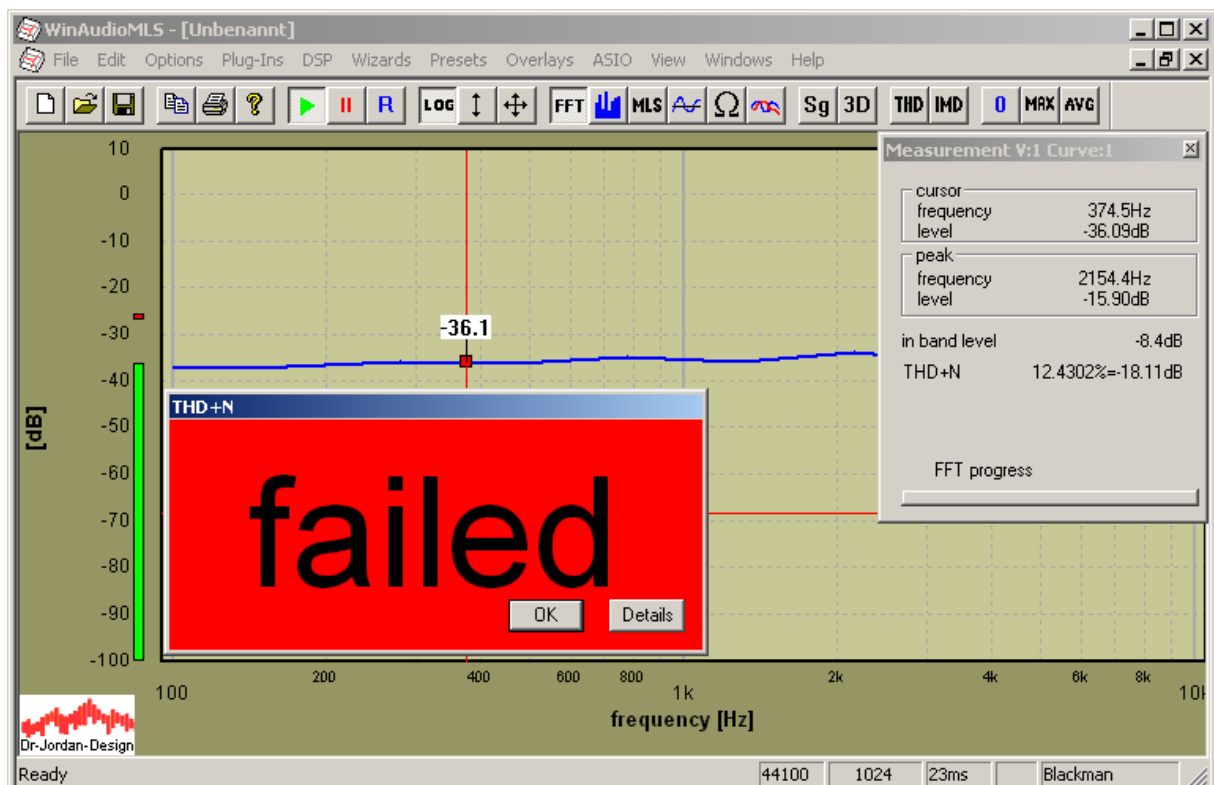 WinAudioMLS - [Unbenannt]
File Edit Options Plug-Ins DSP Wizards Presets Overlays ASIO View Windows Help
R LOG FFT MLS Ω Sg 3D THD IMD 0 MAX AVG
Measurement V:1 Curve:1
cursor
frequency 374.5Hz
level -36.09dB
peak
frequency 2154.4Hz
level -15.90dB
in band level -8.4dB
THD+N 12.4302%=-18.11dB
FFT progress
10
0
-10
-20
-30
-40
-50
-60
-70
-80
-90
-100
[dB]
-36.1
THD+N
failed
OK Details
200 400 600 800 2k 4k 6k 8k
100 1k 10k
frequency [Hz]
Dr-Jordan-Design
Ready 44100 1024 23ms Blackman